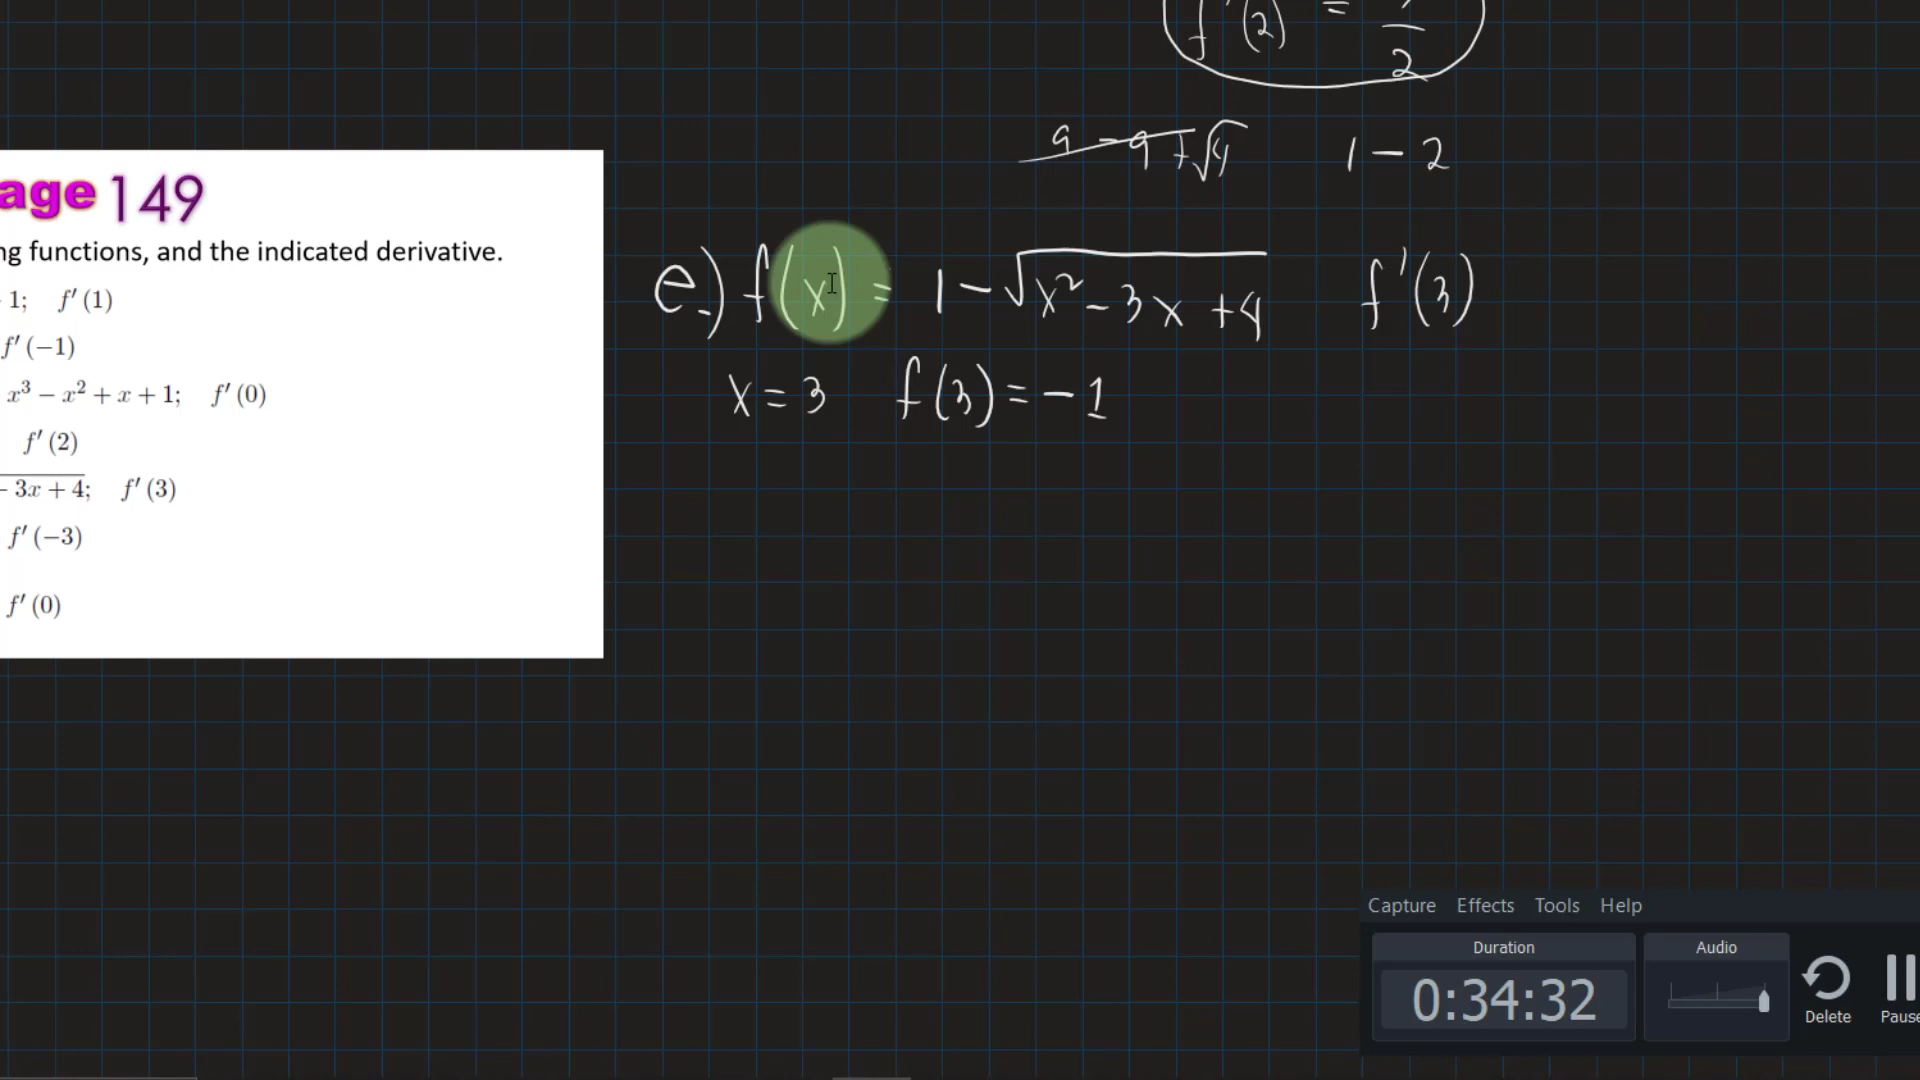 f'(2) = 2
9 - 9 + √4 1 - 2
age 149
ng functions, and the indicated derivative.
1; f′(1)
f′(−1)
x³ − x² + x + 1; f′(0)
f′(2)
- 3x + 4; f′(3)
f′(−3)
f′(0)
e.) f(x) = 1 - √(x² - 3x + 4) f'(3)
x = 3 f(3) = - 1
Capture Effects Tools Help
Duration Audio
0:34:32
Delete Pause